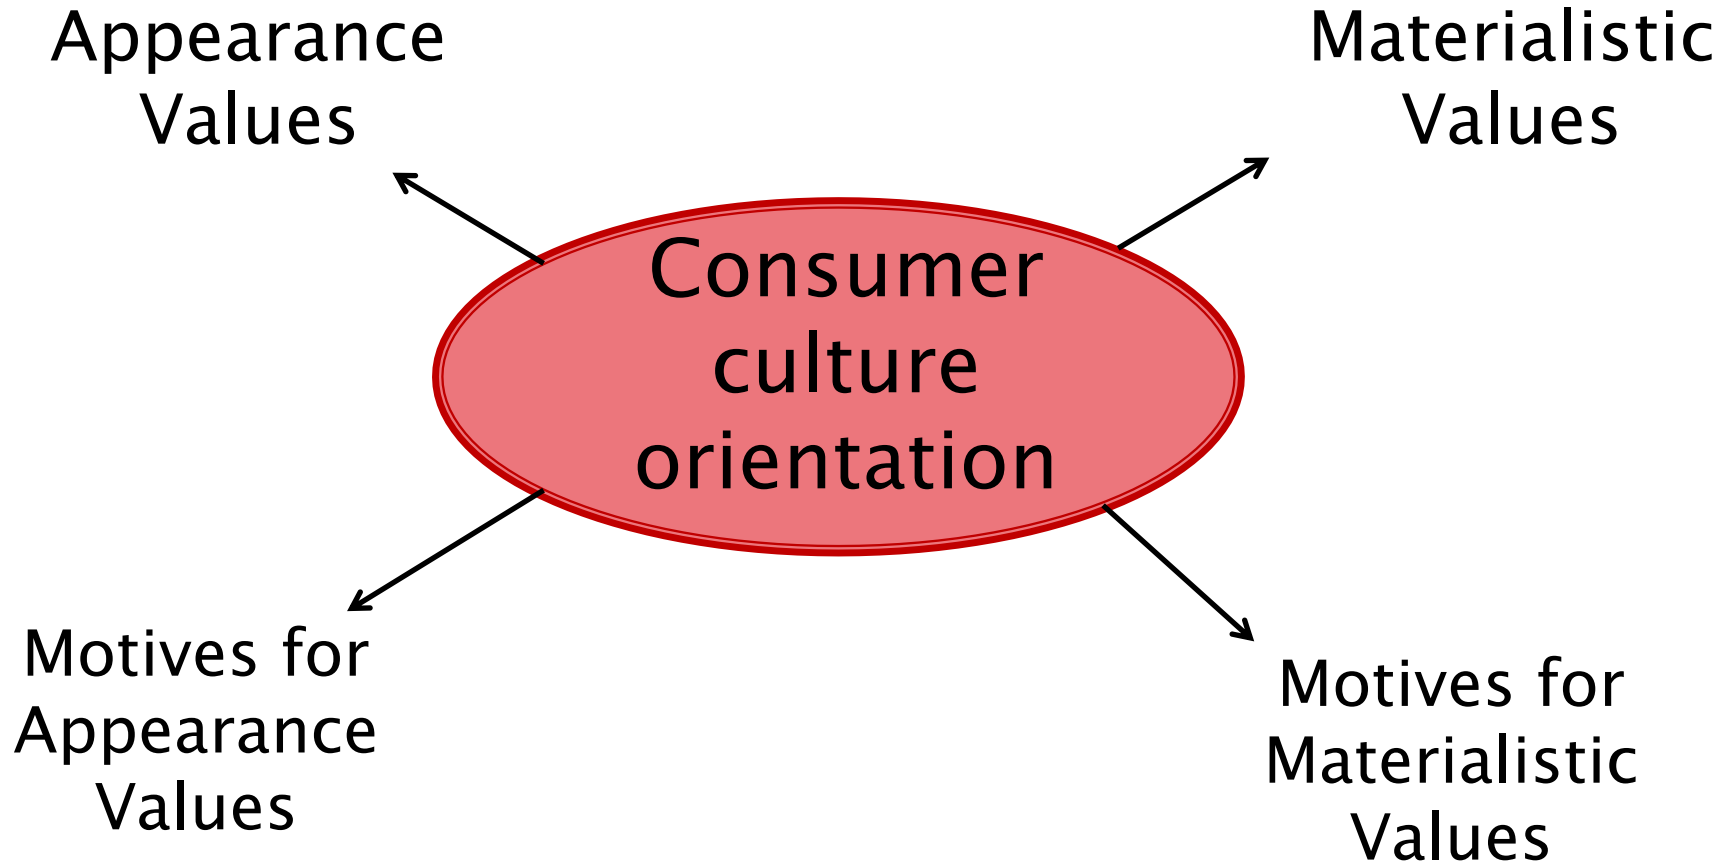 Appearance
Values
Materialistic
Values
Consumer
culture
orientation
Motives for
Appearance
Values
Motives for
Materialistic
Values